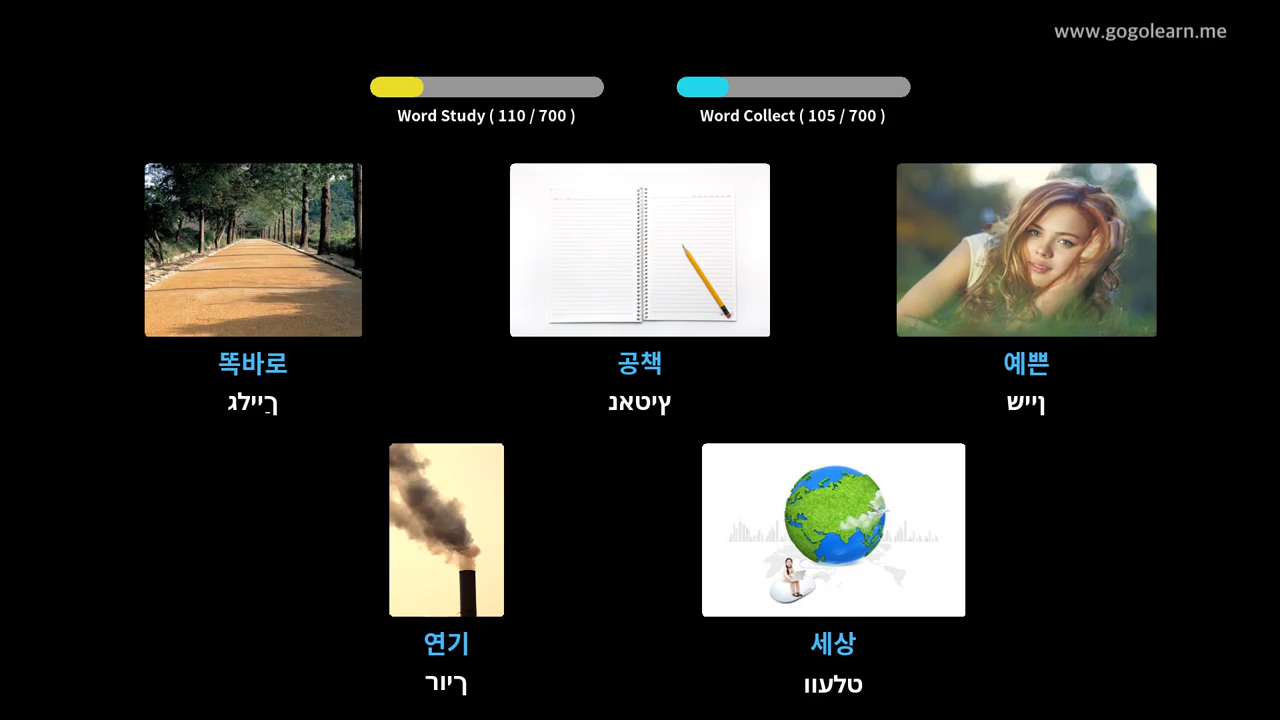 www.gogolearn.me
Word Study ( 110 / 700 )
Word Collect ( 105 / 700 )
똑바로
공책
예쁜
גלייַך
נאטיץ
שיין
연기
세상
רויך
וועלט